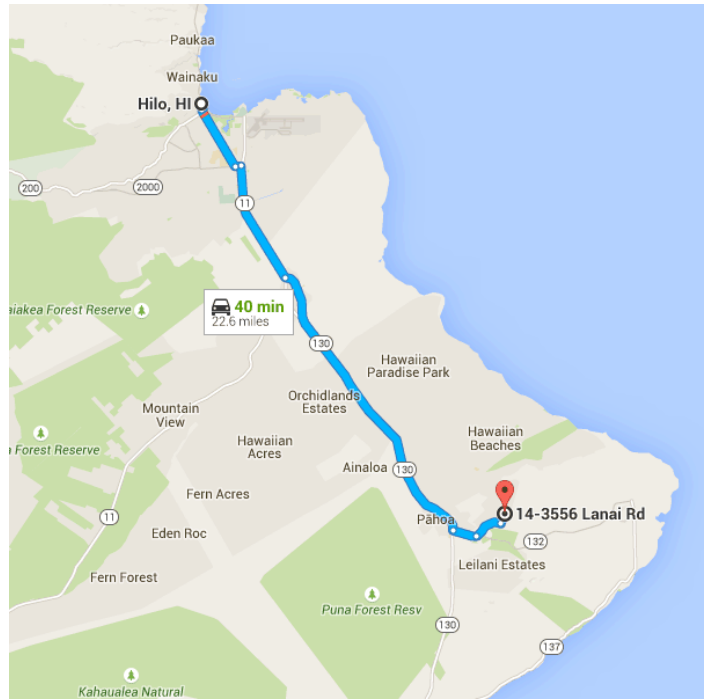 Paukaa
Wainaku
Hilo, HI
200
2000
11
40 min
22.6 miles
aiakea Forest Reserve
130
Hawaiian
Paradise Park
Orchidlands
Estates
Mountain
View
Hawaiian
Beaches
Hawaiian
Acres
a Forest Reserve
Ainaloa
130
Fern Acres
11
Pāhoa
14-3556 Lanai Rd
Eden Roc
132
Leilani Estates
Fern Forest
Puna Forest Resv
130
137
Kahaualea Natural